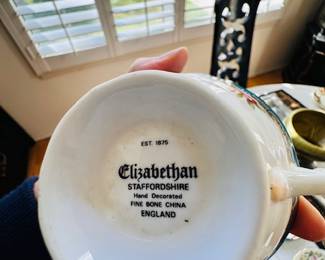 EST. 1875
Elizabethan
STAFFORDSHIRE
Hand Decorated
FINE BONE CHINA
ENGLAND